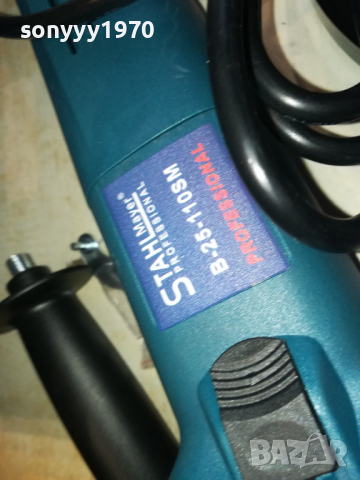 sonyyy1970
STAHLMayer®
PROFESSIONAL
B-25-110SM
PROFESSIONAL
BAZAR
bg